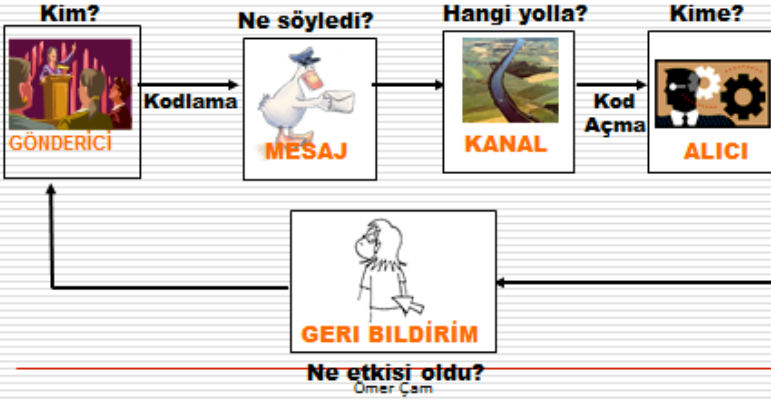 Kim?
Ne söyledi?
Hangi yolla?
Kime?
Kodlama
Kod
Açma
GÖNDERİCİ
MESAJ
KANAL
ALICI
GERI BILDIRIM
Ne etkisi oldu?
Ömer Çam